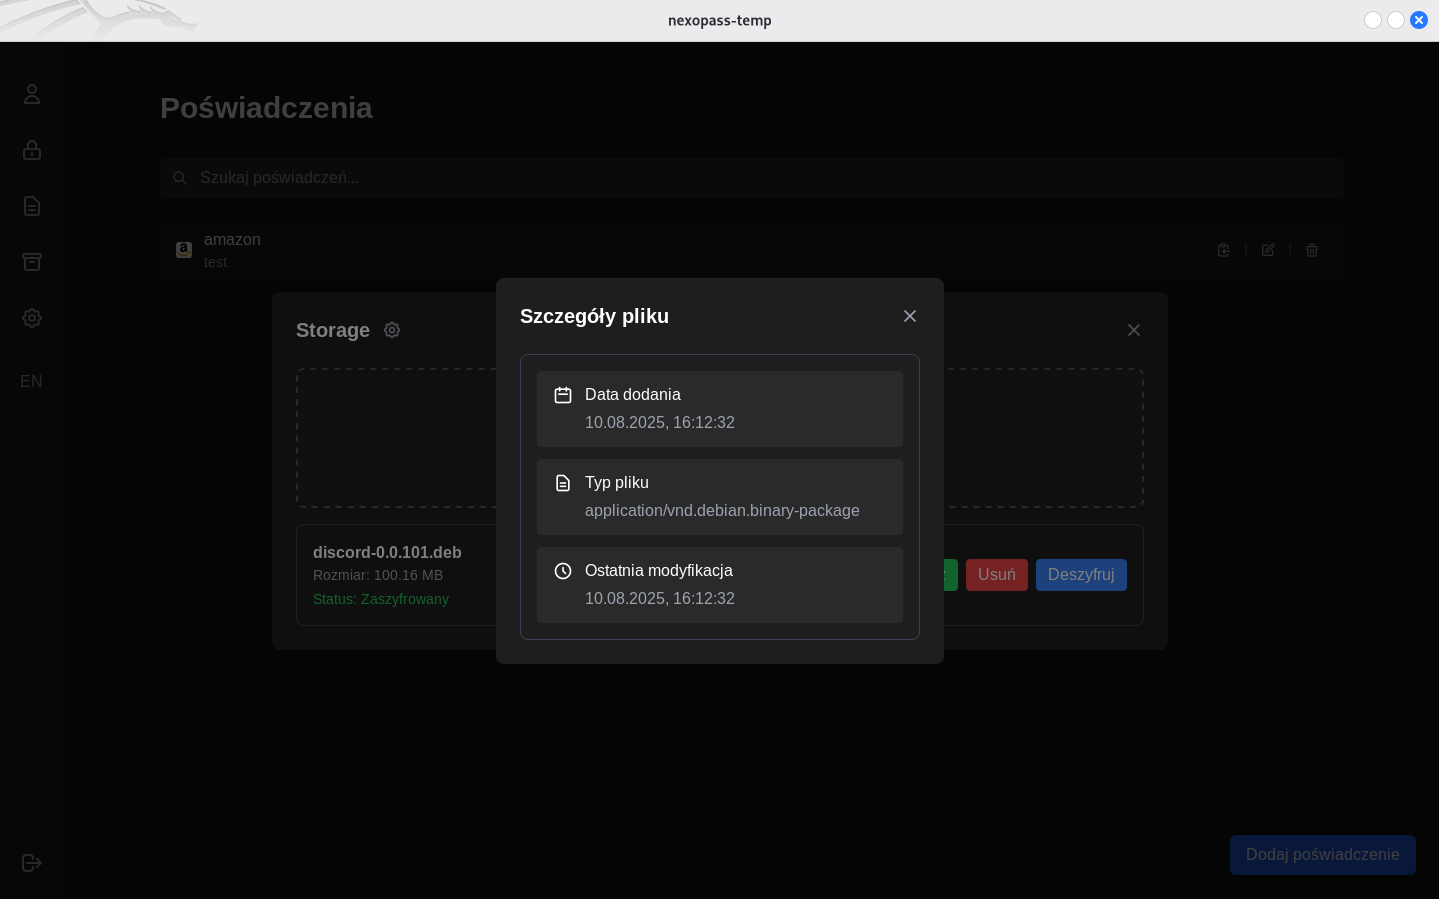 nexopass-temp
Poświadczenia
Szukaj poświadczeń...
amazon
test
EN
Storage
Szczegóły pliku
Data dodania
10.08.2025, 16:12:32
Typ pliku
application/vnd.debian.binary-package
Ostatnia modyfikacja
10.08.2025, 16:12:32
discord-0.0.101.deb
Rozmiar: 100.16 MB
Status: Zaszyfrowany
Usuń
Deszyfruj
Dodaj poświadczenie